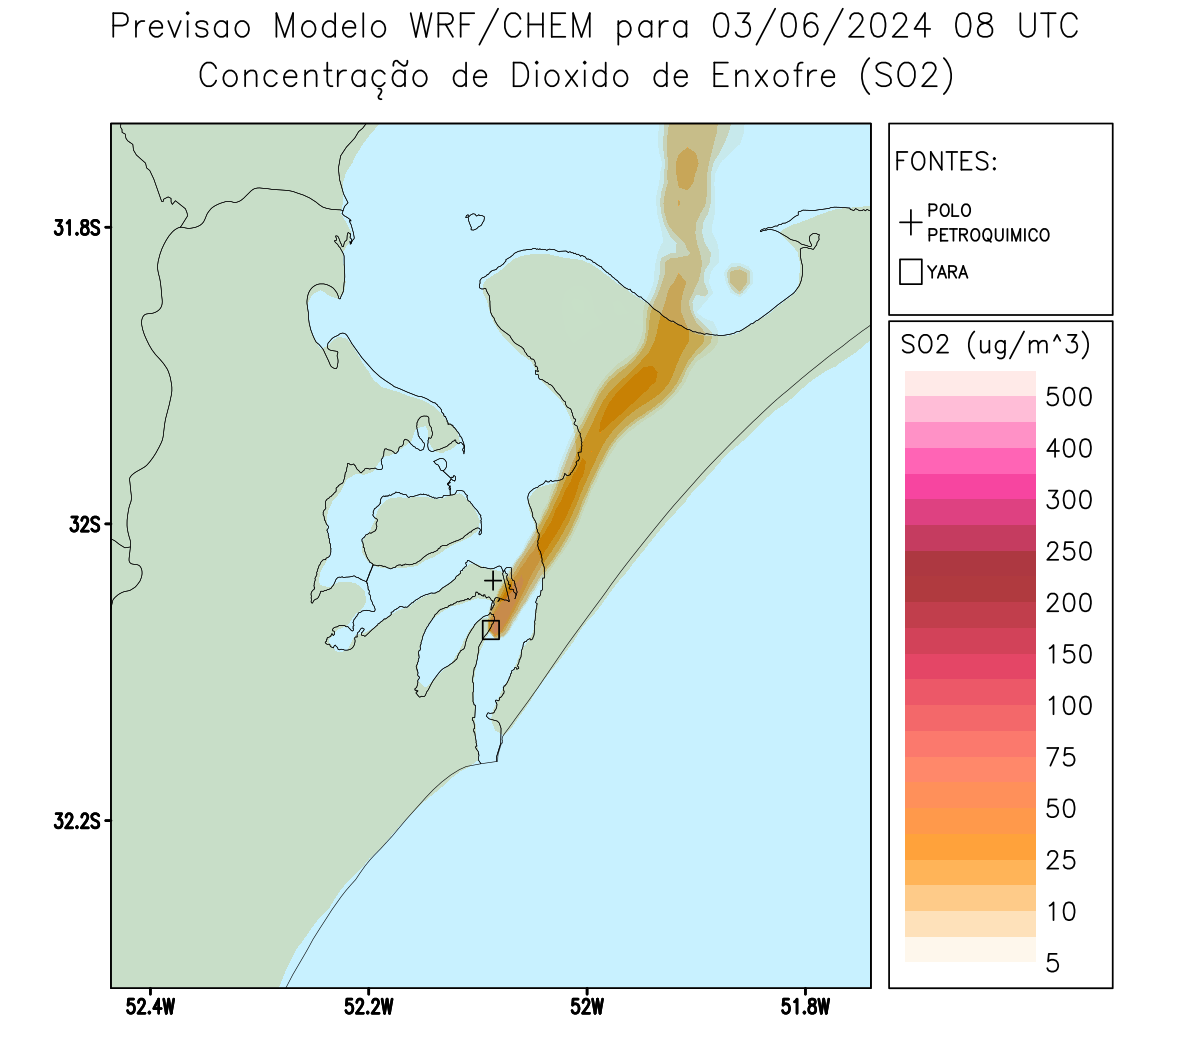 Previsao Modelo WRF/CHEM para 03/06/2024 08 UTC
Concentração de Dioxido de Enxofre (SO2)
FONTES:
POLO
PETROQUIMICO
YARA
31.8S
32S
32.2S
52.4W
52.2W
52W
51.8W
SO2 (ug/m^3)
500
400
300
250
200
150
100
75
50
25
10
5